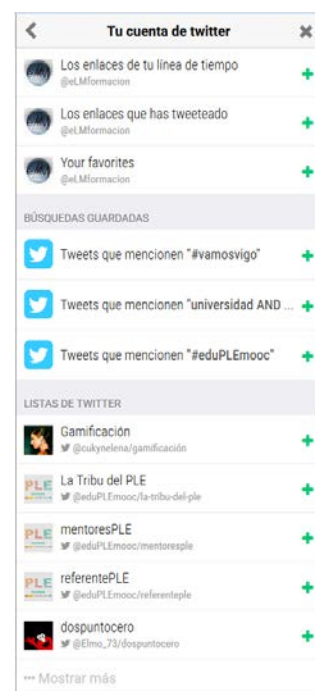 Tu cuenta de twitter
Los enlaces de tu línea de tiempo
@eLMformacion
Los enlaces que has tweeteado
@eLMformacion
Your favorites
@eLMformacion
BÚSQUEDAS GUARDADAS
Tweets que mencionen "#vamosvigo"
Tweets que mencionen "universidad AND ...
Tweets que mencionen "#eduPLEmooc"
LISTAS DE TWITTER
Gamificación
@cukynelena/gamificación
PLE
La Tribu del PLE
@eduPLEmooc/la-tribu-del-ple
PLE
mentoresPLE
@eduPLEmooc/mentoresple
PLE
referentePLE
@eduPLEmooc/referenteple
dospuntocero
@Elmo_73/dospuntocero
··· Mostrar más